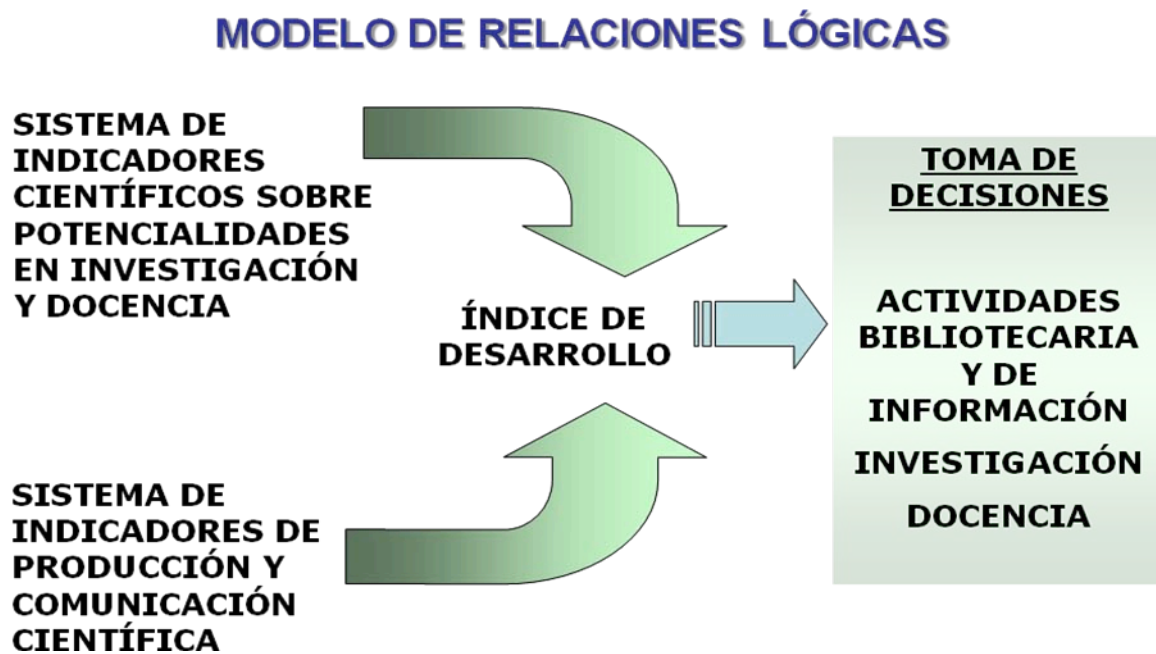 MODELO DE RELACIONES LÓGICAS
SISTEMA DE
INDICADORES
CIENTÍFICOS SOBRE
POTENCIALIDADES
EN INVESTIGACIÓN
Y DOCENCIA
ÍNDICE DE
DESARROLLO
SISTEMA DE
INDICADORES DE
PRODUCCIÓN Y
COMUNICACIÓN
CIENTÍFICA
TOMA DE
DECISIONES
ACTIVIDADES
BIBLIOTECARIA
Y DE
INFORMACIÓN
INVESTIGACIÓN
DOCENCIA